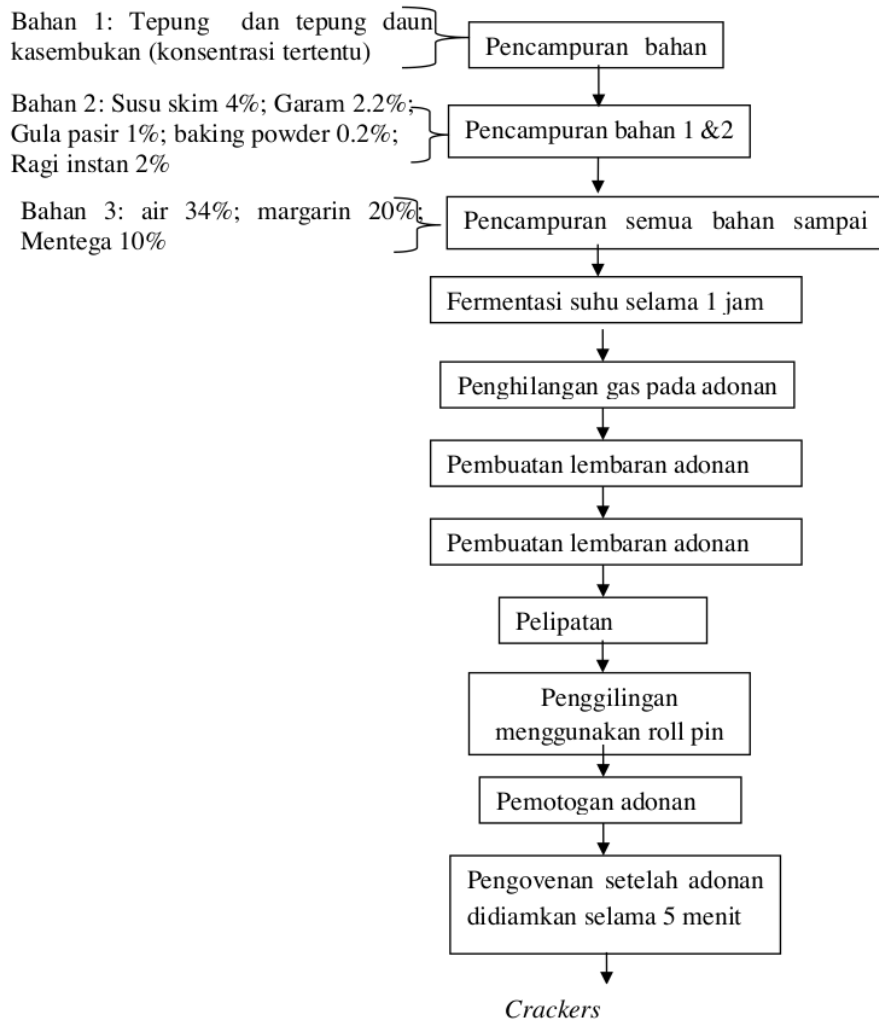 Bahan 1: Tepung dan tepung daun
kasembukan (konsentrasi tertentu)
Pencampuran bahan
Bahan 2: Susu skim 4%; Garam 2.2%;
Gula pasir 1%; baking powder 0.2%;
Ragi instan 2%
Pencampuran bahan 1 &2
Bahan 3: air 34%; margarin 20%;
Mentega 10%
Pencampuran semua bahan sampai
Fermentasi suhu selama 1 jam
Penghilangan gas pada adonan
Pembuatan lembaran adonan
Pembuatan lembaran adonan
Pelipatan
Penggilingan
menggunakan roll pin
Pemotogan adonan
Pengovenan setelah adonan
didiamkan selama 5 menit
Crackers